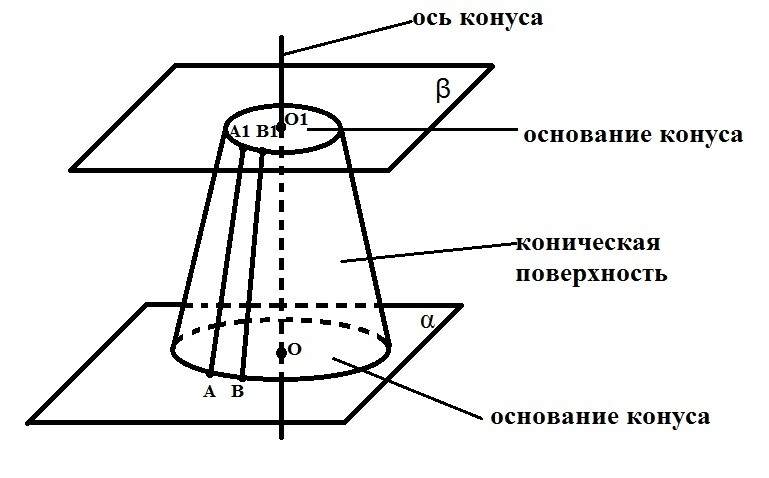 ось конуса
β
A1 B1 O1
основание конуса
коническая
поверхность
α
O
A B
основание конуса